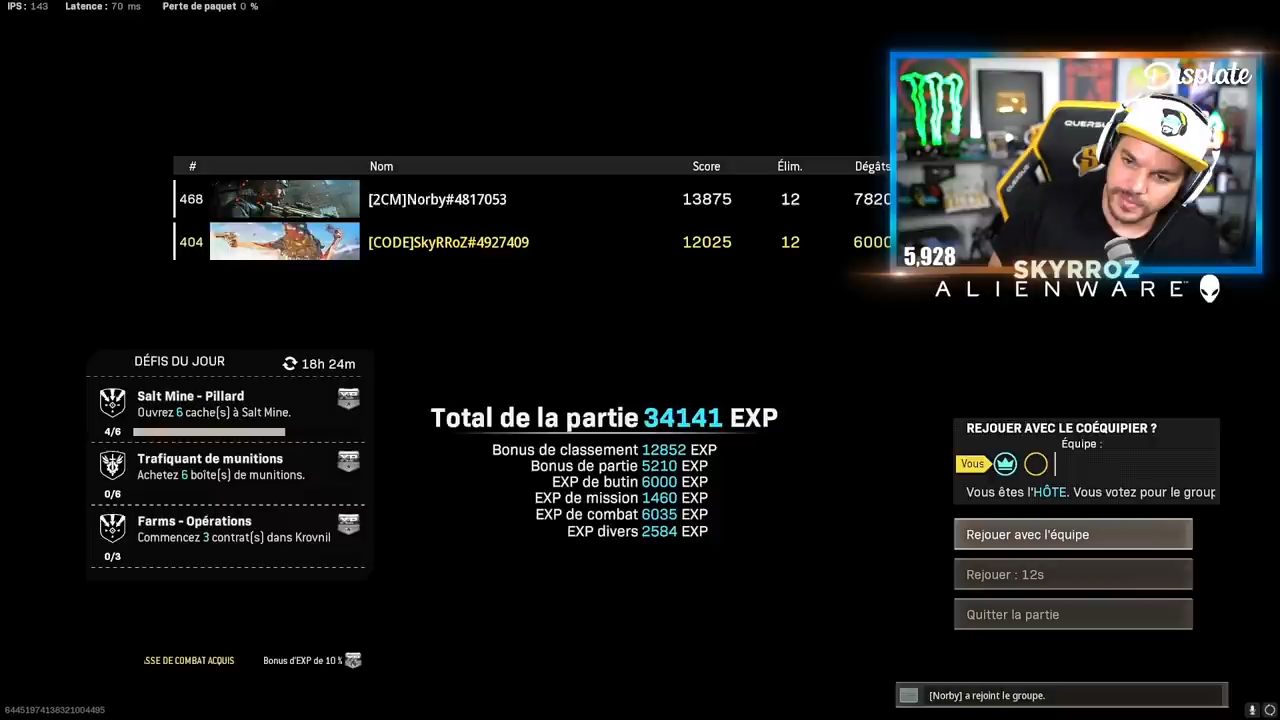 IPS : 143 Latence : 70 ms Perte de paquet 0 %
Displate
# Nom Score Élim. Dégâts
468 [2CM]Norby#4817053 13875 12 7820
404 [CODE]SkyRRoZ#4927409 12025 12 6000
5,928
SKYRROZ
ALIENWARE
DÉFIS DU JOUR 18h 24m
Salt Mine - Pillard
Ouvrez 6 cache(s) à Salt Mine.
4/6
Trafiquant de munitions
Achetez 6 boîte(s) de munitions.
0/6
Farms - Opérations
Commencez 3 contrat(s) dans Krovnil
0/3
SSE DE COMBAT ACQUIS Bonus d'EXP de 10 %
Total de la partie 34141 EXP
Bonus de classement 12852 EXP
Bonus de partie 5210 EXP
EXP de butin 6000 EXP
EXP de mission 1460 EXP
EXP de combat 6035 EXP
EXP divers 2584 EXP
REJOUER AVEC LE COÉQUIPIER ?
Équipe :
Vous
Vous êtes l'HÔTE. Vous votez pour le group
Rejouer avec l'équipe
Rejouer : 12s
Quitter la partie
[Norby] a rejoint le groupe.
64451974138321004495